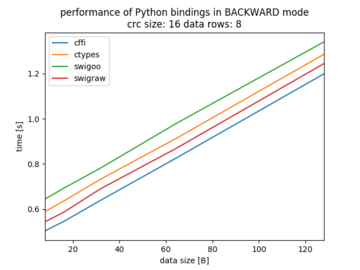 performance of Python bindings in BACKWARD mode
crc size: 16 data rows: 8
cffi
ctypes
swigoo
swigraw
1.2
1.0
0.8
0.6
time [s]
20 40 60 80 100 120
data size [B]